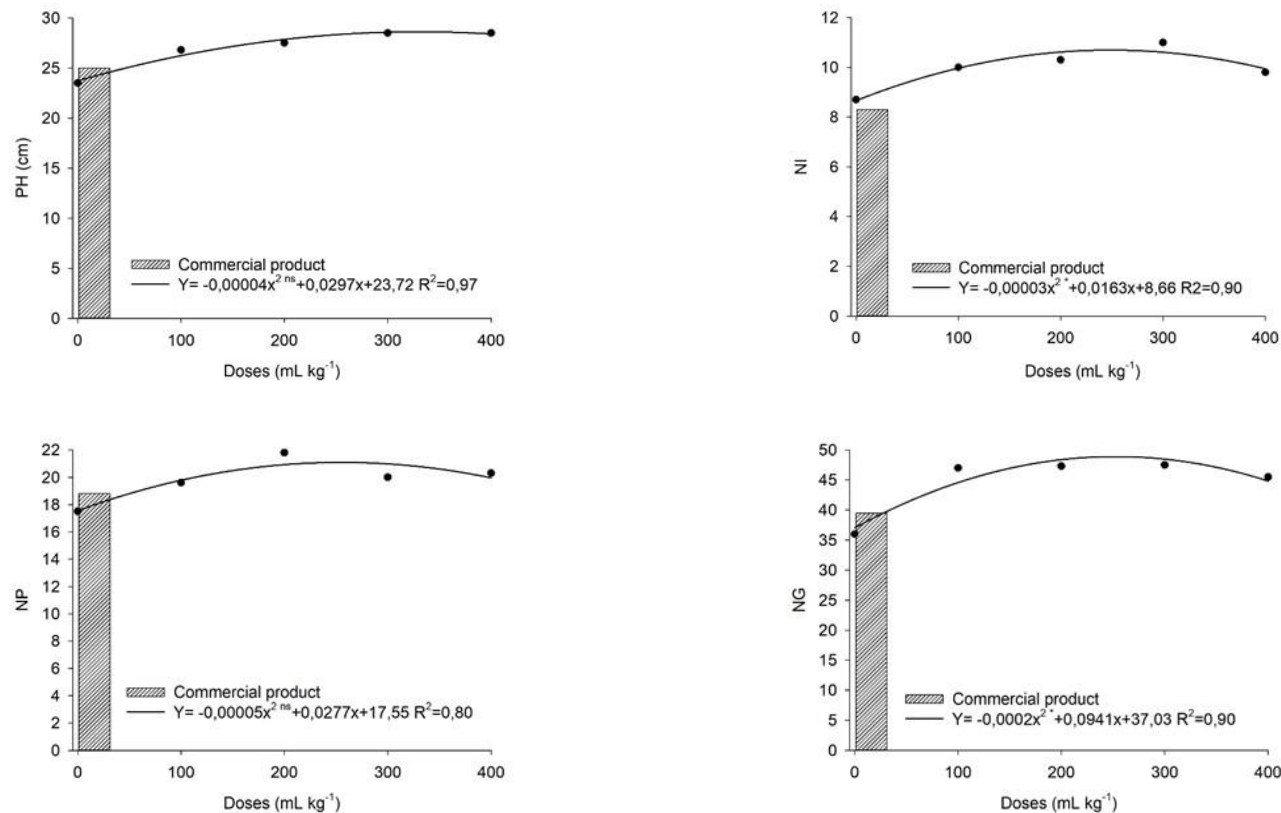 30
25
20
15
10
5
0
PH (cm)
Commercial product
Y= -0,00004x² ⁿˢ+0,0297x+23,72 R²=0,97
0 100 200 300 400
Doses (mL kg⁻¹)
12
10
8
6
4
2
0
NI
Commercial product
Y= -0,00003x² *+0,0163x+8,66 R2=0,90
0 100 200 300 400
Doses (mL kg⁻¹)
22
20
18
16
14
12
10
8
6
4
2
0
NP
Commercial product
Y= -0,00005x² ⁿˢ+0,0277x+17,55 R²=0,80
0 100 200 300 400
Doses (mL kg⁻¹)
50
45
40
35
30
25
20
15
10
5
0
NG
Commercial product
Y= -0,0002x² *+0,0941x+37,03 R²=0,90
0 100 200 300 400
Doses (mL kg⁻¹)